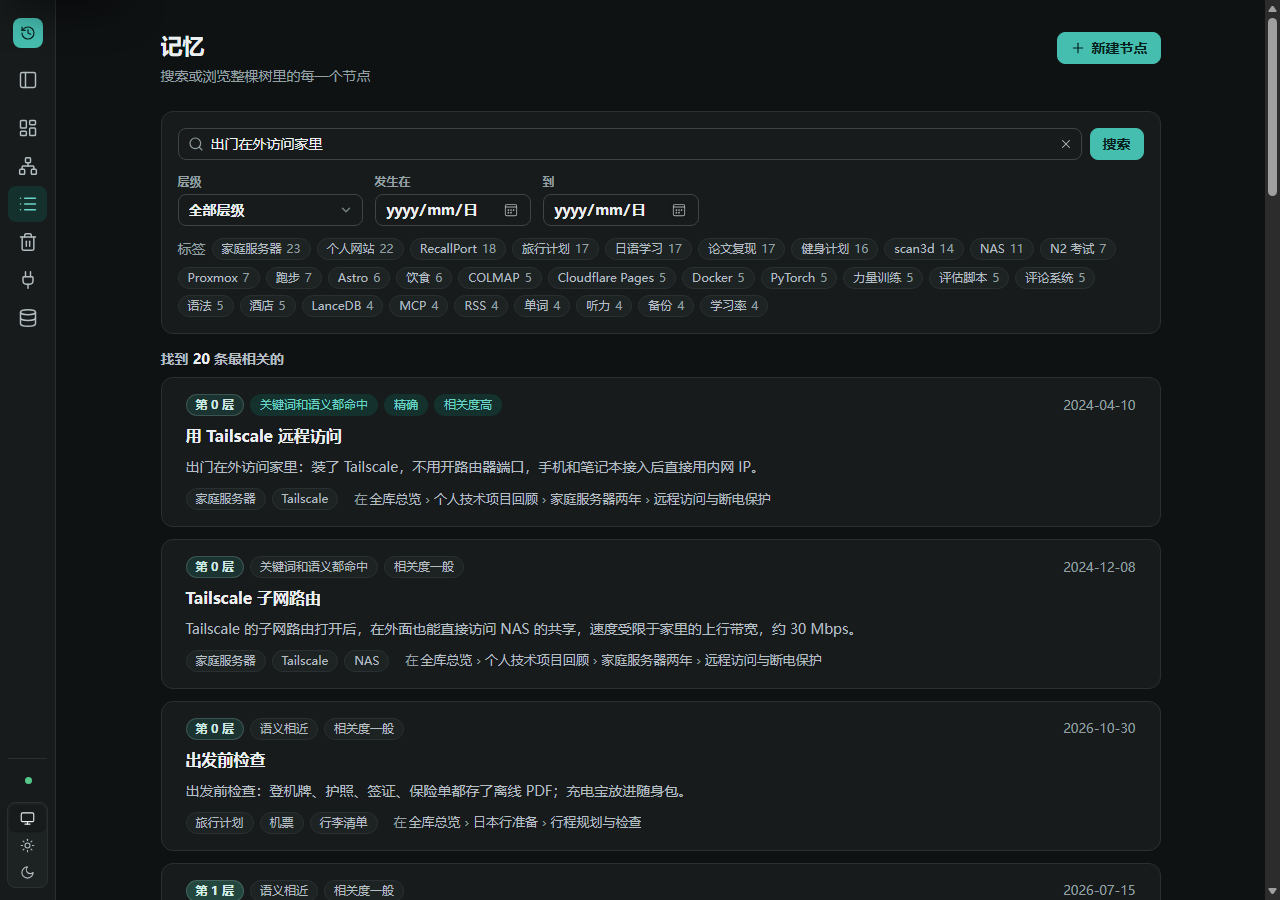 记忆
搜索或浏览整棵树里的每一个节点
新建节点
出门在外访问家里
搜索
层级 发生在 到
全部层级 yyyy/mm/日 yyyy/mm/日
标签 家庭服务器 23 个人网站 22 RecallPort 18 旅行计划 17 日语学习 17 论文复现 17 健身计划 16 scan3d 14 NAS 11 N2 考试 7
Proxmox 7 跑步 7 Astro 6 饮食 6 COLMAP 5 Cloudflare Pages 5 Docker 5 PyTorch 5 力量训练 5 评估脚本 5 评论系统 5
语法 5 酒店 5 LanceDB 4 MCP 4 RSS 4 单词 4 听力 4 备份 4 学习率 4
找到 20 条最相关的
第 0 层 关键词和语义都命中 精确 相关度高 2024-04-10
用 Tailscale 远程访问
出门在外访问家里：装了 Tailscale，不用开路由器端口，手机和笔记本接入后直接用内网 IP。
家庭服务器 Tailscale 在 全库总览 › 个人技术项目回顾 › 家庭服务器两年 › 远程访问与断电保护
第 0 层 关键词和语义都命中 相关度一般 2024-12-08
Tailscale 子网路由
Tailscale 的子网路由打开后，在外面也能直接访问 NAS 的共享，速度受限于家里的上行带宽，约 30 Mbps。
家庭服务器 Tailscale NAS 在 全库总览 › 个人技术项目回顾 › 家庭服务器两年 › 远程访问与断电保护
第 0 层 语义相近 相关度一般 2026-10-30
出发前检查
出发前检查：登机牌、护照、签证、保险单都存了离线 PDF；充电宝放进随身包。
旅行计划 机票 行李清单 在 全库总览 › 日本行准备 › 行程规划与检查
第 1 层 语义相近 相关度一般 2026-07-15